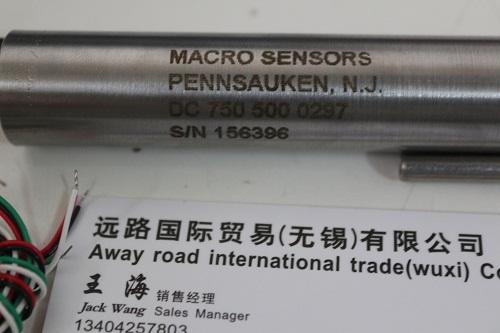 MACRO SENSORS
PENNSAUKEN, N.J.
DC 750 500 0297
S/N 156396
远路国际贸易(无锡)有限公司
Away road international trade(wuxi) Co
王海 销售经理
Jack Wang Sales Manager
13404257803